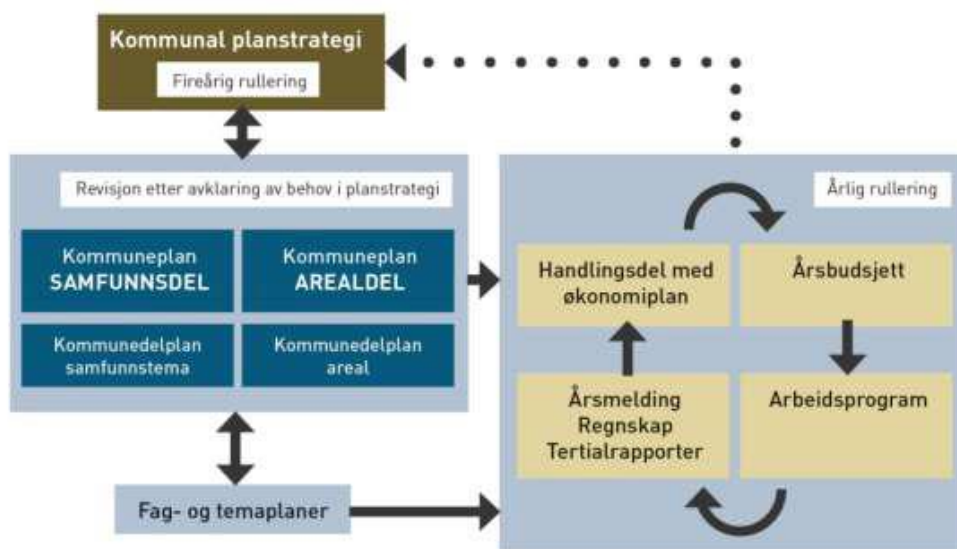 Kommunal planstrategi
Fireårig rullering
Revisjon etter avklaring av behov i planstrategi
Kommuneplan
SAMFUNNSDEL
Kommuneplan
AREALDEL
Kommunedelplan
samfunnstema
Kommunedelplan
areal
Fag- og temaplaner
Årlig rullering
Handlingsdel med
økonomiplan
Årsbudsjett
Årsmelding
Regnskap
Tertialrapporter
Arbeidsprogram